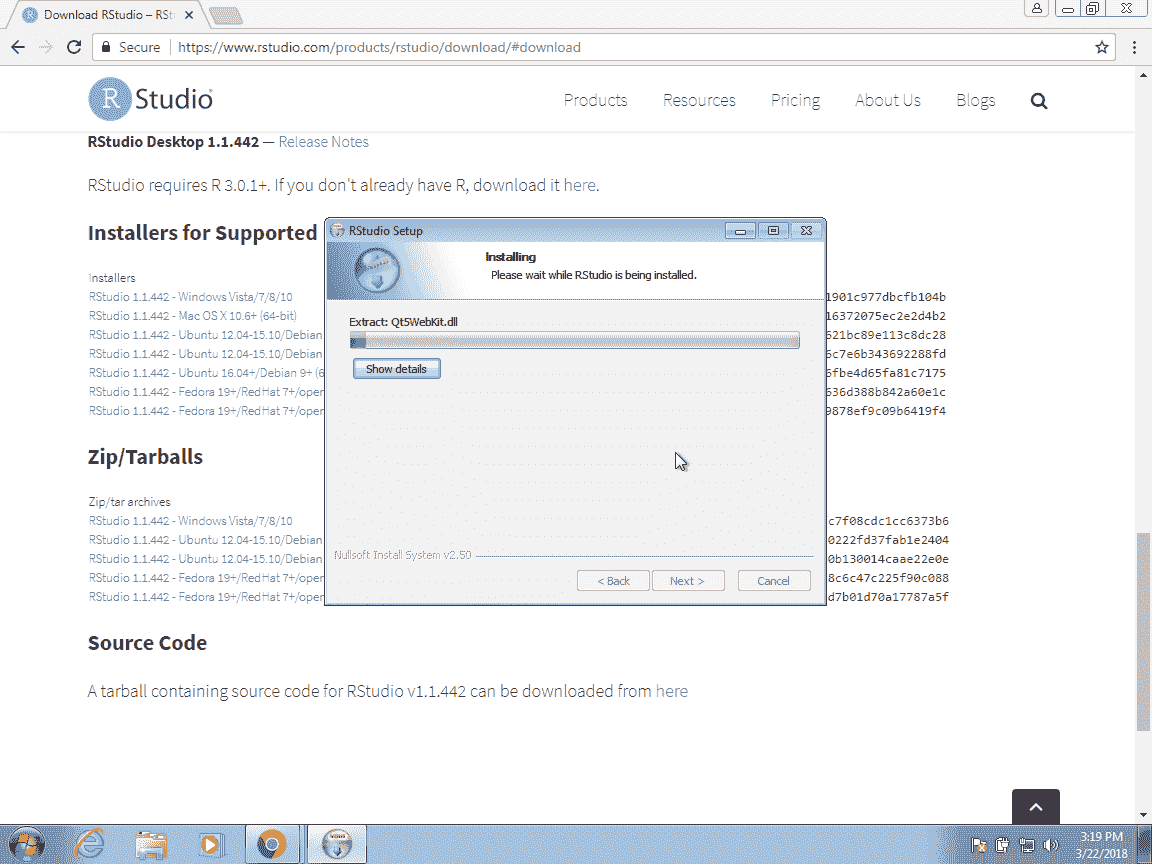 Download RStudio – RSt
Secure
https://www.rstudio.com/products/rstudio/download/#download
R Studio
Products
Resources
Pricing
About Us
Blogs
RStudio Desktop 1.1.442 — Release Notes
RStudio requires R 3.0.1+. If you don't already have R, download it here.
Installers for Supported
Installers
RStudio 1.1.442 - Windows Vista/7/8/10
1901c977dbcfb104b
RStudio 1.1.442 - Mac OS X 10.6+ (64-bit)
16372075ec2e2d4b2
RStudio 1.1.442 - Ubuntu 12.04-15.10/Debian
621bc89e113c8dc28
RStudio 1.1.442 - Ubuntu 12.04-15.10/Debian
6c7e6b343692288fd
RStudio 1.1.442 - Ubuntu 16.04+/Debian 9+ (6
6fbe4d65fa81c7175
RStudio 1.1.442 - Fedora 19+/RedHat 7+/oper
636d388b842a60e1c
RStudio 1.1.442 - Fedora 19+/RedHat 7+/oper
9878ef9c09b6419f4
RStudio Setup
Installing
Please wait while RStudio is being installed.
Extract: Qt5WebKit.dll
Show details
Nullsoft Install System v2.50
< Back
Next >
Cancel
Zip/Tarballs
Zip/tar archives
RStudio 1.1.442 - Windows Vista/7/8/10
c7f08cdc1cc6373b6
RStudio 1.1.442 - Ubuntu 12.04-15.10/Debian
0222fd37fab1e2404
RStudio 1.1.442 - Ubuntu 12.04-15.10/Debian
0b130014caae22e0e
RStudio 1.1.442 - Fedora 19+/RedHat 7+/oper
8c6c47c225f90c088
RStudio 1.1.442 - Fedora 19+/RedHat 7+/oper
d7b01d70a17787a5f
Source Code
A tarball containing source code for RStudio v1.1.442 can be downloaded from here
3:19 PM
3/22/2018